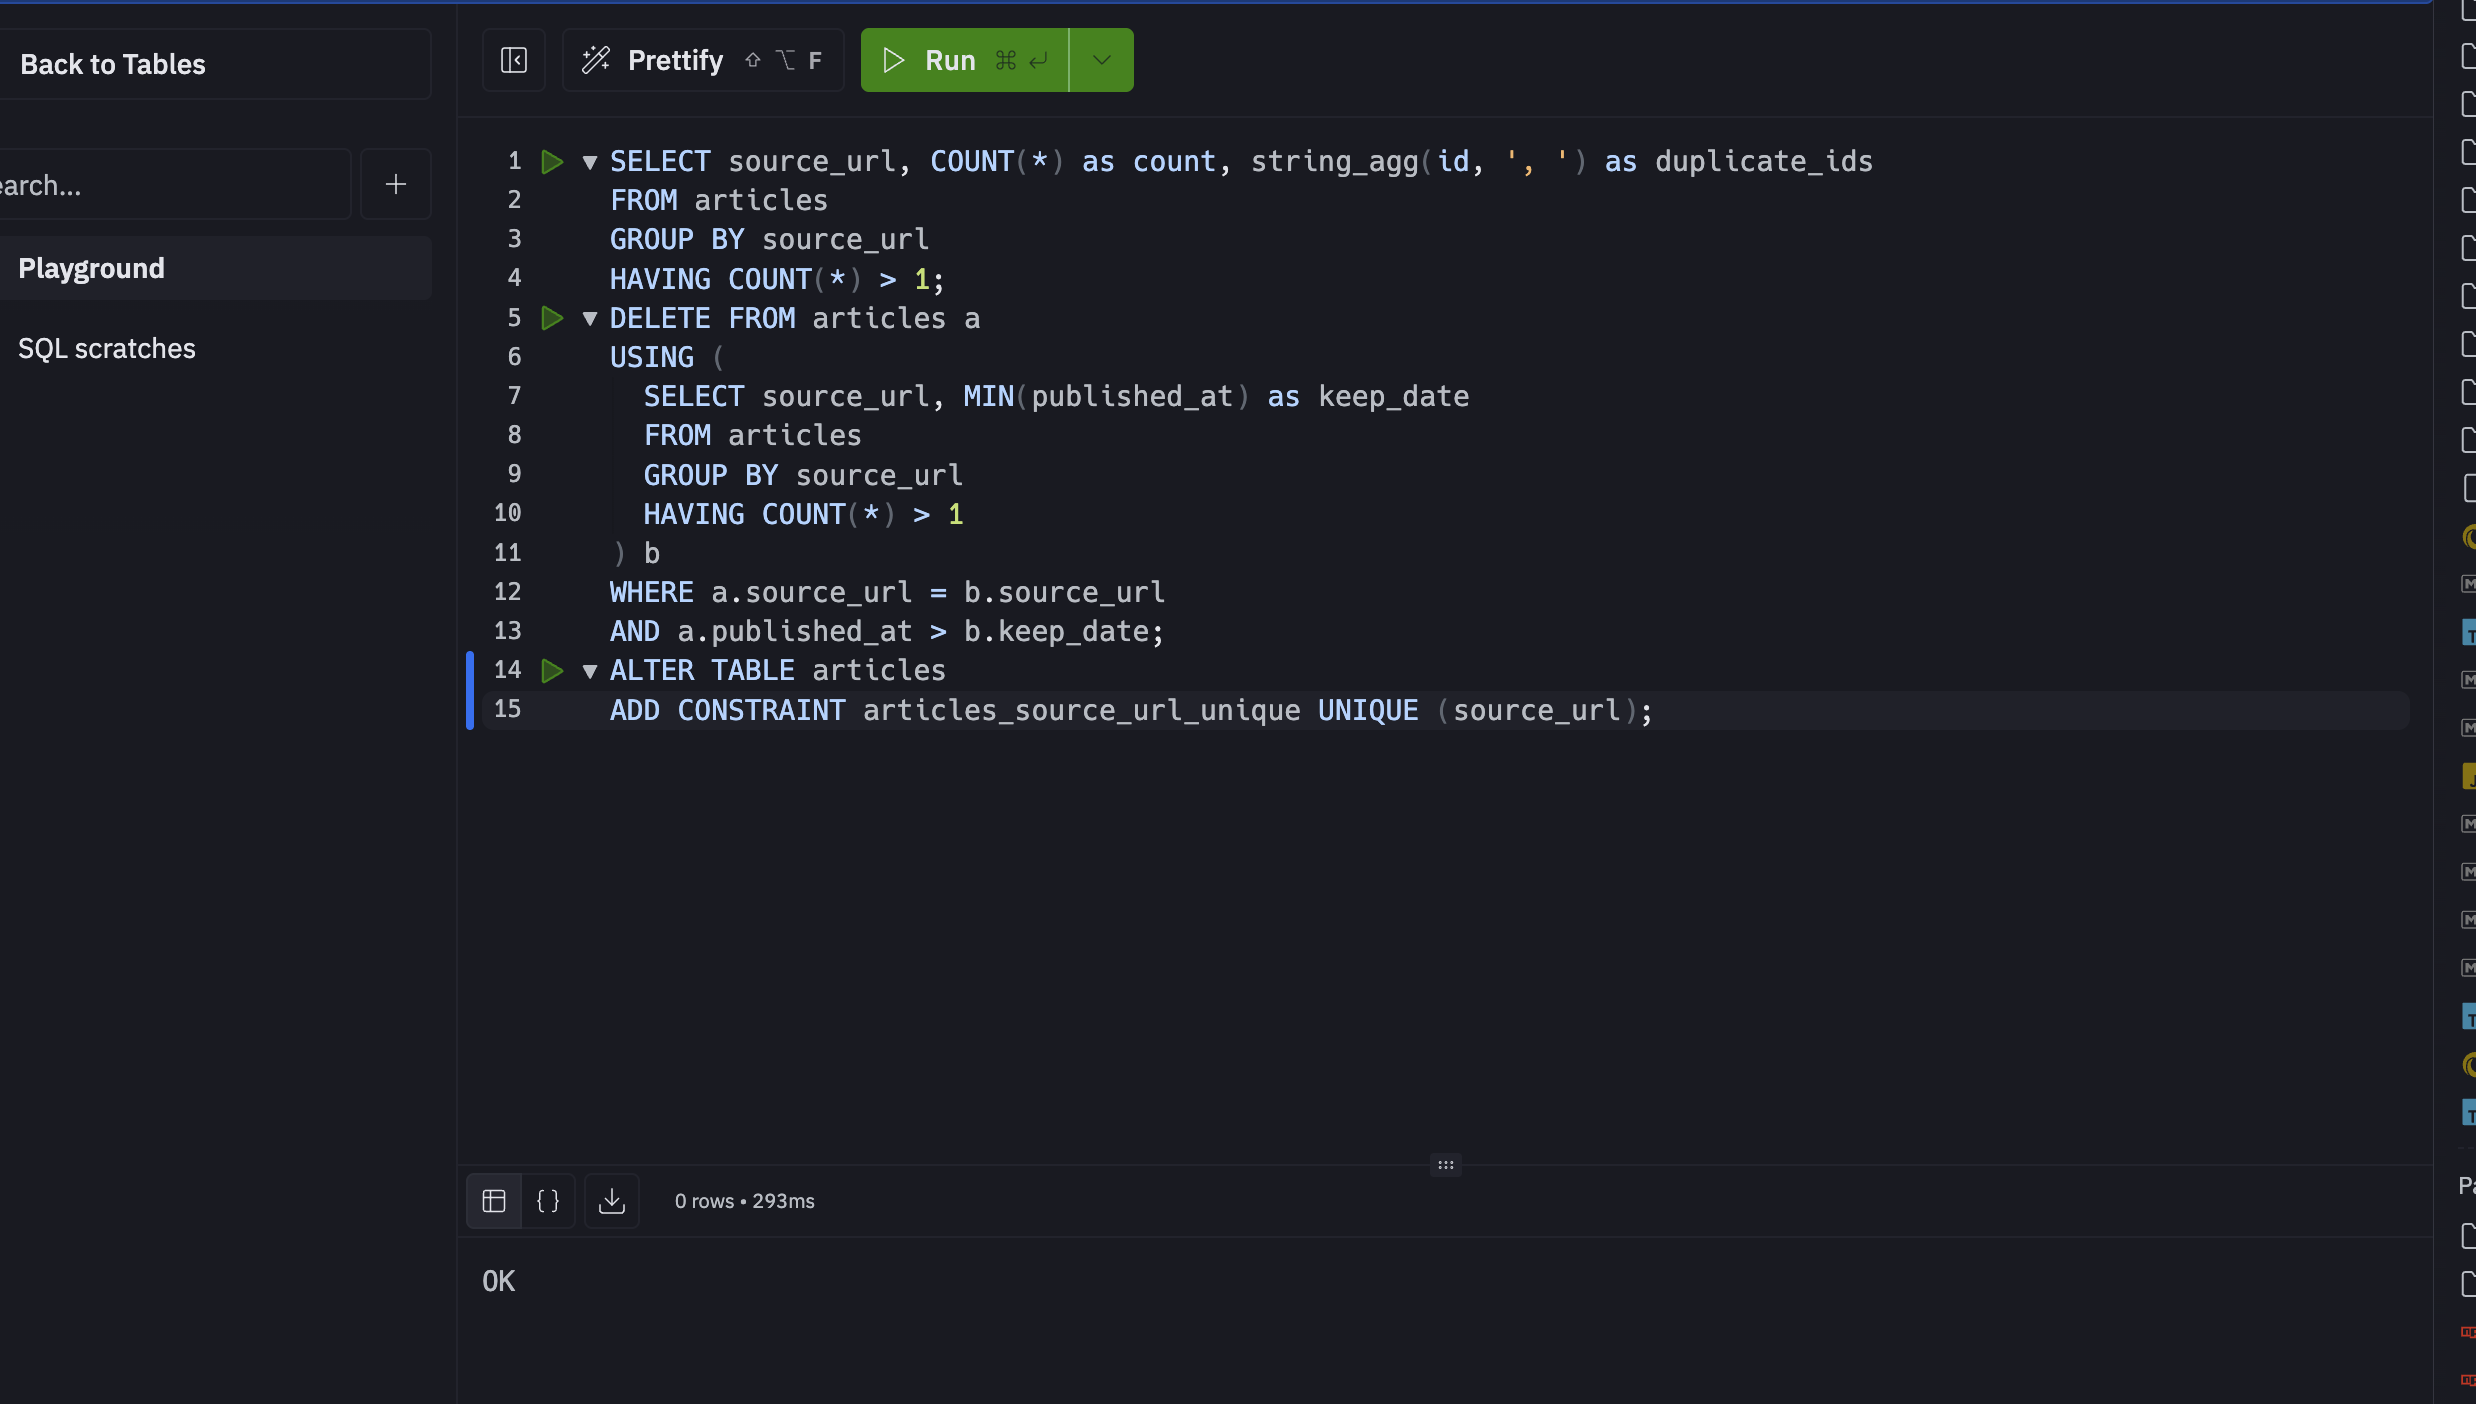 Back to Tables
Prettify ⇧ ⌥ F
Run ⌘ ↵
earch...
Playground
SQL scratches
1 SELECT source_url, COUNT(*) as count, string_agg(id, ', ') as duplicate_ids
2 FROM articles
3 GROUP BY source_url
4 HAVING COUNT(*) > 1;
5 DELETE FROM articles a
6 USING (
7 SELECT source_url, MIN(published_at) as keep_date
8 FROM articles
9 GROUP BY source_url
10 HAVING COUNT(*) > 1
11 ) b
12 WHERE a.source_url = b.source_url
13 AND a.published_at > b.keep_date;
14 ALTER TABLE articles
15 ADD CONSTRAINT articles_source_url_unique UNIQUE (source_url);
{} 0 rows • 293ms
OK